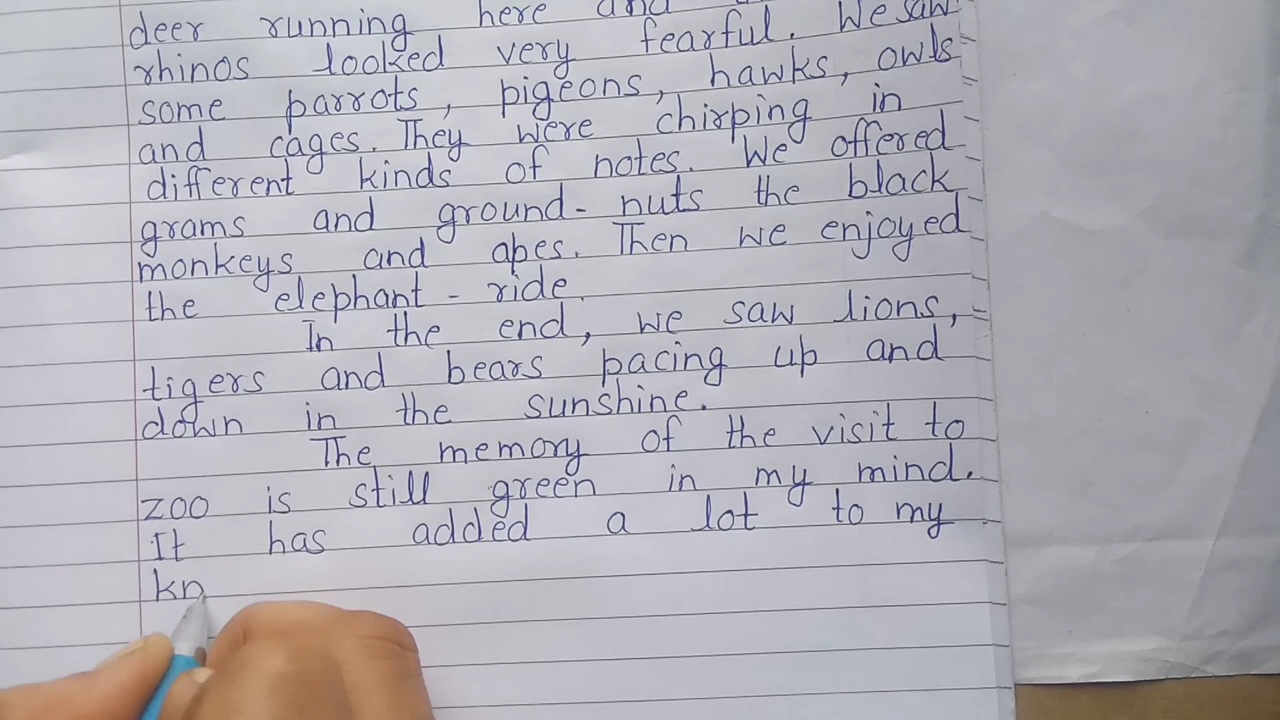 deer running here and
rhinos looked very fearful. We saw
some parrots, pigeons, hawks, owls
and cages. They were chirping in
different kinds of notes. We offered
grams and ground-nuts the black
monkeys and apes. Then we enjoyed
the elephant-ride.
In the end, we saw lions,
tigers and bears pacing up and
down in the sunshine.
The memory of the visit to
zoo is still green in my mind.
It has added a lot to my
kn